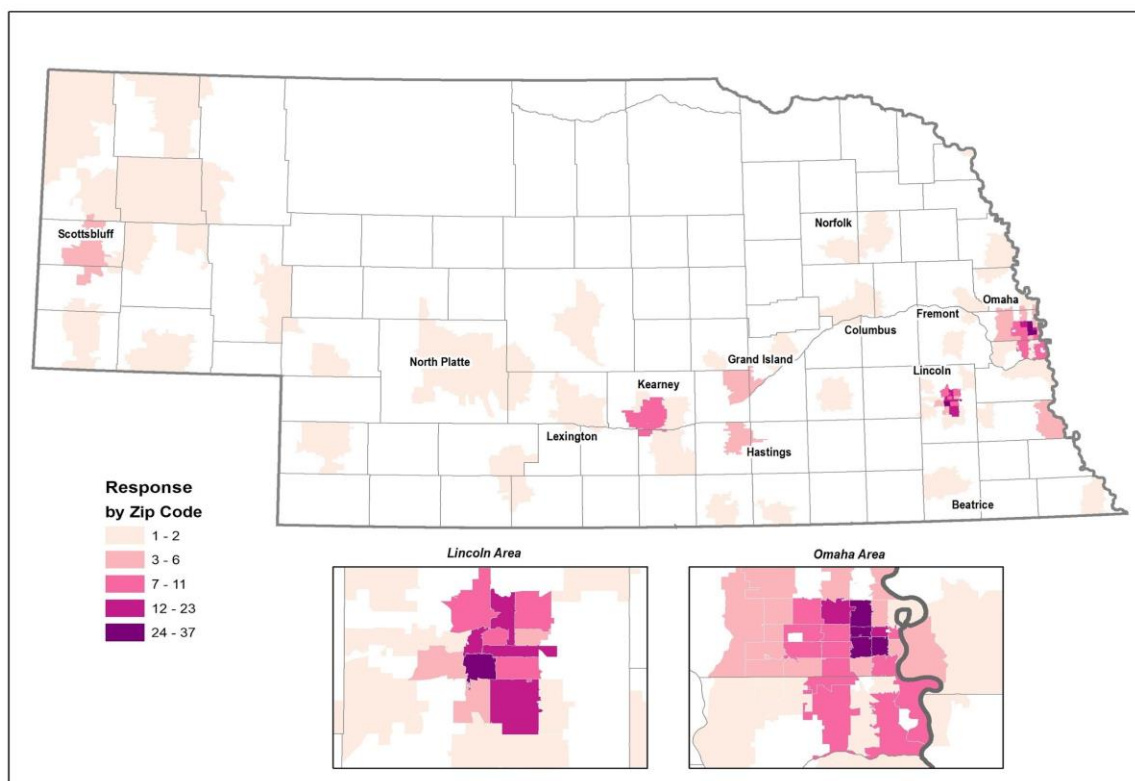 Scottsbluff
Norfolk
Omaha
Fremont
Columbus
North Platte
Grand Island
Lincoln
Kearney
Lexington
Hastings
Beatrice
Response
by Zip Code
1 - 2
3 - 6
7 - 11
12 - 23
24 - 37
Lincoln Area
Omaha Area